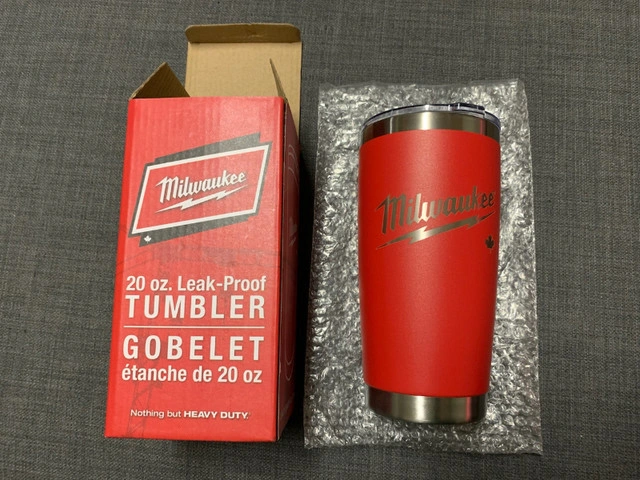 Milwaukee
20 oz. Leak-Proof
TUMBLER
GOBELET
étanche de 20 oz
Nothing but HEAVY DUTY.
Milwaukee